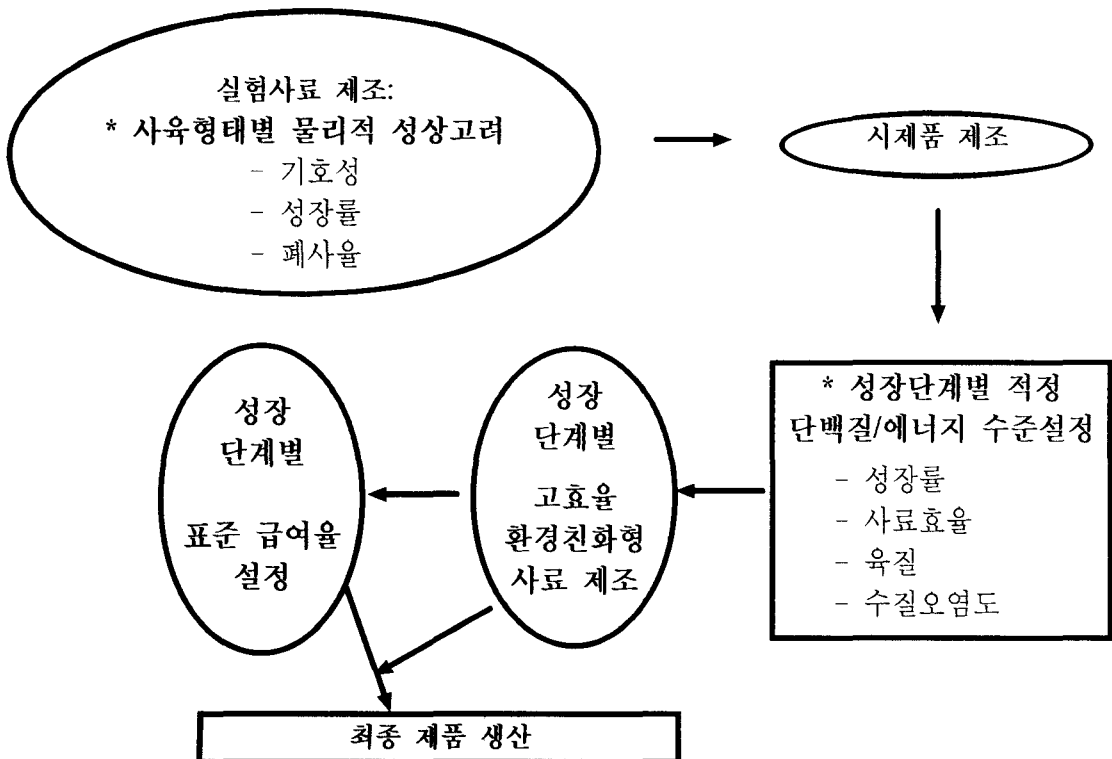 실험사료 제조:
* 사육형태별 물리적 성상고려
- 기호성
- 성장률
- 폐사율
시제품 제조
* 성장단계별 적정
단백질/에너지 수준설정
- 성장률
- 사료효율
- 육질
- 수질오염도
성장
단계별
고효율
환경친화형
사료 제조
성장
단계별
표준 급여율
설정
최종 제품 생산